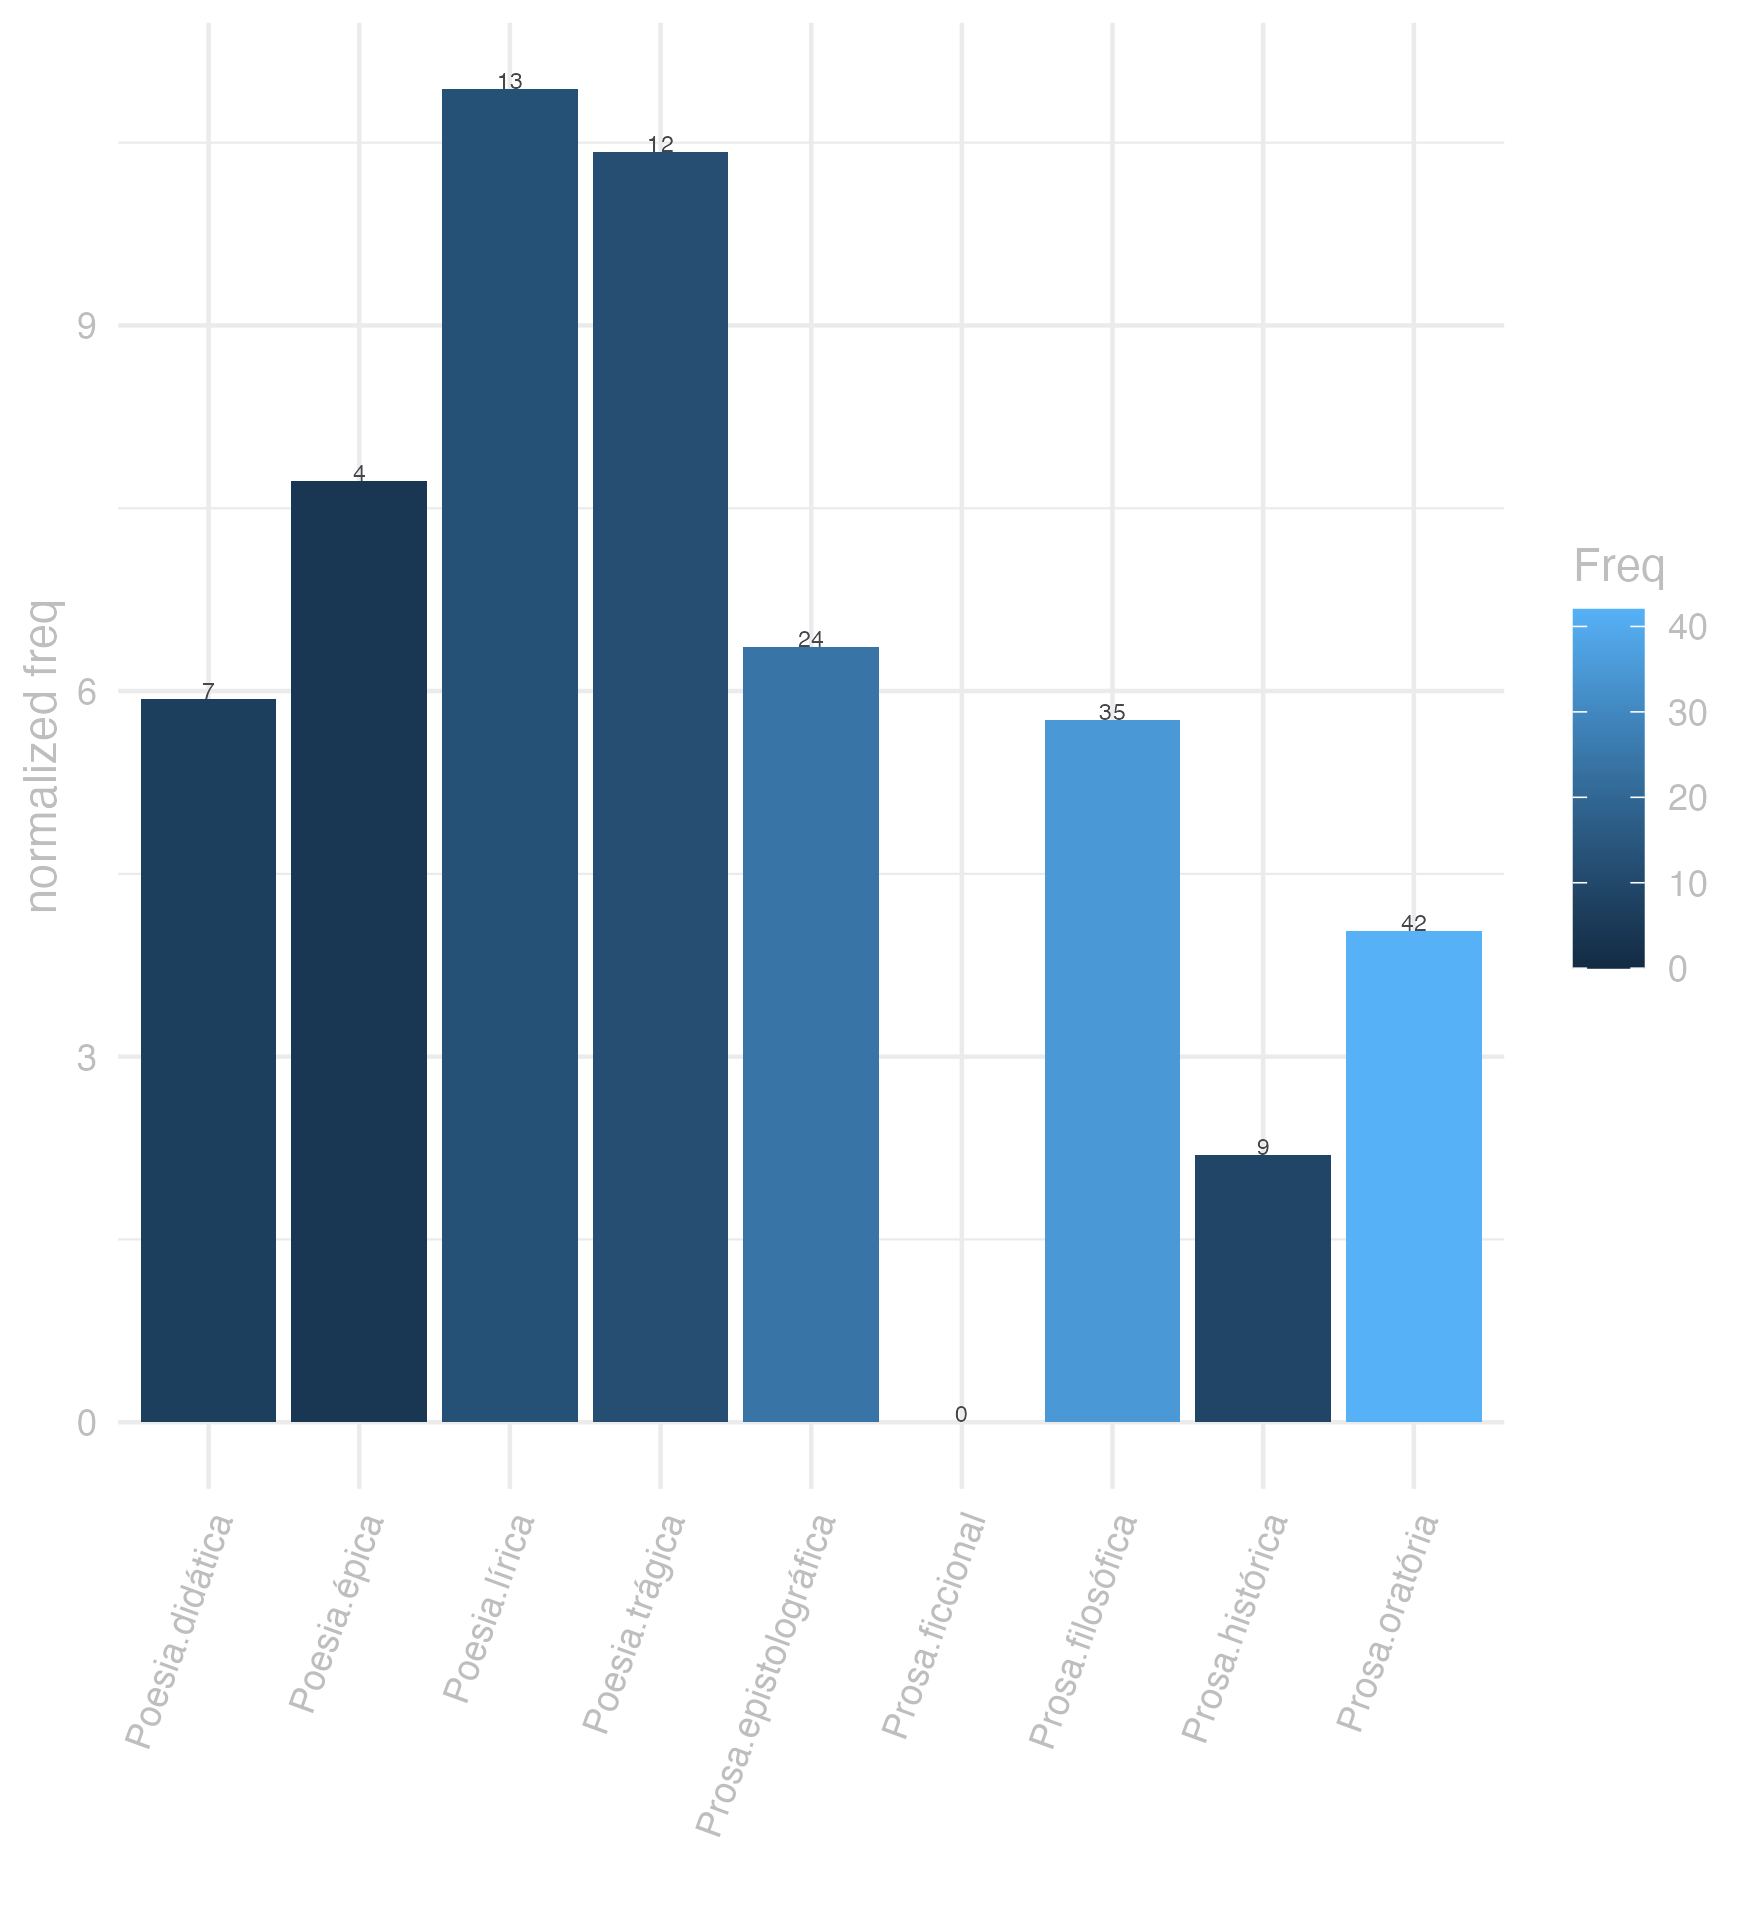 normalized freq
9
6
3
0
13
12
4
24
7
35
42
9
0
Poesia.didática
Poesia.épica
Poesia.lírica
Poesia.trágica
Prosa.epistolográfica
Prosa.ficcional
Prosa.filosófica
Prosa.histórica
Prosa.oratória
Freq
40
30
20
10
0